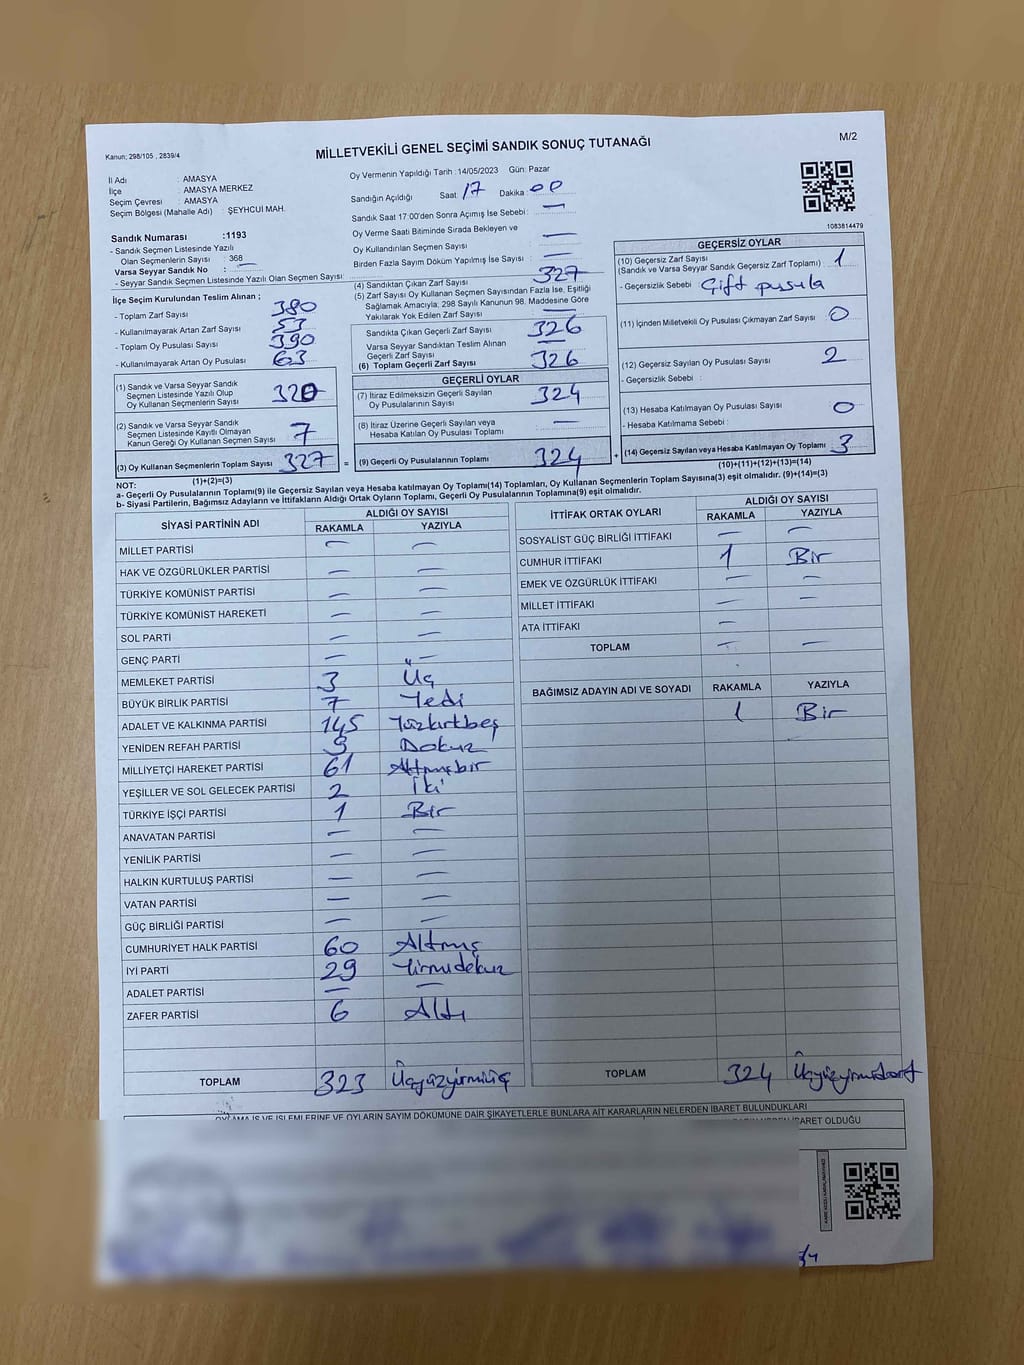 M/2
Kanun; 298/105 , 2839/4
MİLLETVEKİLİ GENEL SEÇİMİ SANDIK SONUÇ TUTANAĞI
İl Adı : AMASYA
İlçe : AMASYA MERKEZ
Seçim Çevresi : AMASYA
Seçim Bölgesi (Mahalle Adı) : ŞEYHCUİ MAH.
Oy Vermenin Yapıldığı Tarih : 14/05/2023 Gün: Pazar
Sandığın Açıldığı Saat : 17 Dakika : 00
Sandık Saat 17:00'den Sonra Açımış İse Sebebi : —
Oy Verme Saati Bitiminde Sırada Bekleyen ve
Oy Kullandırılan Seçmen Sayısı : —
Birden Fazla Sayım Döküm Yapılmış İse Sayısı : —
1083814479
Sandık Numarası :1193
- Sandık Seçmen Listesinde Yazılı
Olan Seçmenlerin Sayısı : 368
Varsa Seyyar Sandık No : —
- Seyyar Sandık Seçmen Listesinde Yazılı Olan Seçmen Sayısı:
İlçe Seçim Kurulundan Teslim Alınan ;
- Toplam Zarf Sayısı : 380
- Kullanılmayarak Artan Zarf Sayısı : 53
- Toplam Oy Pusulası Sayısı : 390
- Kullanılmayarak Artan Oy Pusulası : 63
(1) Sandık ve Varsa Seyyar Sandık
Seçmen Listesinde Yazılı Olup
Oy Kullanan Seçmenlerin Sayısı : 320
(2) Sandık ve Varsa Seyyar Sandık
Seçmen Listesinde Kayıtlı Olmayan
Kanun Gereği Oy Kullanan Seçmen Sayısı : 7
(3) Oy Kullanan Seçmenlerin Toplam Sayısı : 327
(1)+(2)=(3)
(4) Sandıktan Çıkan Zarf Sayısı : 327
(5) Zarf Sayısı Oy Kullanan Seçmen Sayısından Fazla İse, Eşitliği
Sağlamak Amacıyla, 298 Sayılı Kanunun 98. Maddesine Göre
Yakılarak Yok Edilen Zarf Sayısı : —
Sandıkta Çıkan Geçerli Zarf Sayısı : 326
Varsa Seyyar Sandıktan Teslim Alınan
Geçerli Zarf Sayısı : —
(6) Toplam Geçerli Zarf Sayısı : 326
GEÇERLİ OYLAR
(7) İtiraz Edilmeksizin Geçerli Sayılan
Oy Pusulalarının Sayısı : 324
(8) İtiraz Üzerine Geçerli Sayılan veya
Hesaba Katılan Oy Pusulası Toplamı : —
= (9) Geçerli Oy Pusulalarının Toplamı : 324
GEÇERSİZ OYLAR
(10) Geçersiz Zarf Sayısı : 1
(Sandık ve Varsa Seyyar Sandık Geçersiz Zarf Toplamı)
- Geçersizlik Sebebi : Çift pusula
(11) İçinden Milletvekili Oy Pusulası Çıkmayan Zarf Sayısı : 0
(12) Geçersiz Sayılan Oy Pusulası Sayısı : 2
- Geçersizlik Sebebi :
(13) Hesaba Katılmayan Oy Pusulası Sayısı : 0
- Hesaba Katılmama Sebebi :
+ (14) Geçersiz Sayılan veya Hesaba Katılmayan Oy Toplamı : 3
(10)+(11)+(12)+(13)=(14)
NOT:
a- Geçerli Oy Pusulalarının Toplamı(9) ile Geçersiz Sayılan veya Hesaba katılmayan Oy Toplamı(14) Toplamları, Oy Kullanan Seçmenlerin Toplam Sayısına(3) eşit olmalıdır. (9)+(14)=(3)
b- Siyasi Partilerin, Bağımsız Adayların ve İttifakların Aldığı Ortak Oyların Toplamı, Geçerli Oy Pusulalarının Toplamına(9) eşit olmalıdır.
SİYASİ PARTİNİN ADI ALDIĞI OY SAYISI
RAKAMLA YAZIYLA
MİLLET PARTİSİ — —
HAK VE ÖZGÜRLÜKLER PARTİSİ — —
TÜRKİYE KOMÜNİST PARTİSİ — —
TÜRKİYE KOMÜNİST HAREKETİ — —
SOL PARTİ — —
GENÇ PARTİ — —
MEMLEKET PARTİSİ 3 Üç
BÜYÜK BİRLİK PARTİSİ 7 Yedi
ADALET VE KALKINMA PARTİSİ 145 Yüzkırkbeş
YENİDEN REFAH PARTİSİ 9 Dokuz
MİLLİYETÇİ HAREKET PARTİSİ 61 Altmışbir
YEŞİLLER VE SOL GELECEK PARTİSİ 2 İki
TÜRKİYE İŞÇİ PARTİSİ 1 Bir
ANAVATAN PARTİSİ — —
YENİLİK PARTİSİ — —
HALKIN KURTULUŞ PARTİSİ — —
VATAN PARTİSİ — —
GÜÇ BİRLİĞİ PARTİSİ — —
CUMHURİYET HALK PARTİSİ 60 Altmış
İYİ PARTİ 29 Yirmidokuz
ADALET PARTİSİ — —
ZAFER PARTİSİ 6 Altı
TOPLAM 323 Üçyüzyirmiüç
İTTİFAK ORTAK OYLARI ALDIĞI OY SAYISI
RAKAMLA YAZIYLA
SOSYALİST GÜÇ BİRLİĞİ İTTİFAKI — —
CUMHUR İTTİFAKI 1 Bir
EMEK VE ÖZGÜRLÜK İTTİFAKI — —
MİLLET İTTİFAKI — —
ATA İTTİFAKI —
TOPLAM — —
BAĞIMSIZ ADAYIN ADI VE SOYADI RAKAMLA YAZIYLA
1 Bir
TOPLAM 324 Üçyüzyirmidört
OYLAMA İŞ VE İŞLEMLERİNE VE OYLARIN SAYIM DÖKÜMÜNE DAİR ŞİKAYETLERLE BUNLARA AİT KARARLARIN NELERDEN İBARET BULUNDUKLARI
İBARET OLDUĞU